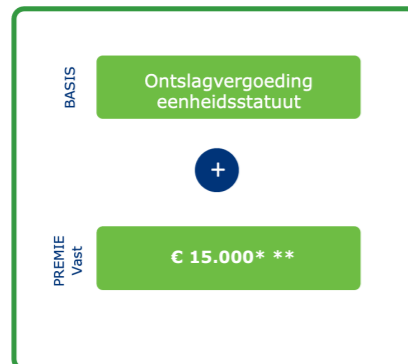 BASIS
Ontslagvergoeding
eenheidsstatuut
+
PREMIE
Vast
€ 15.000* **